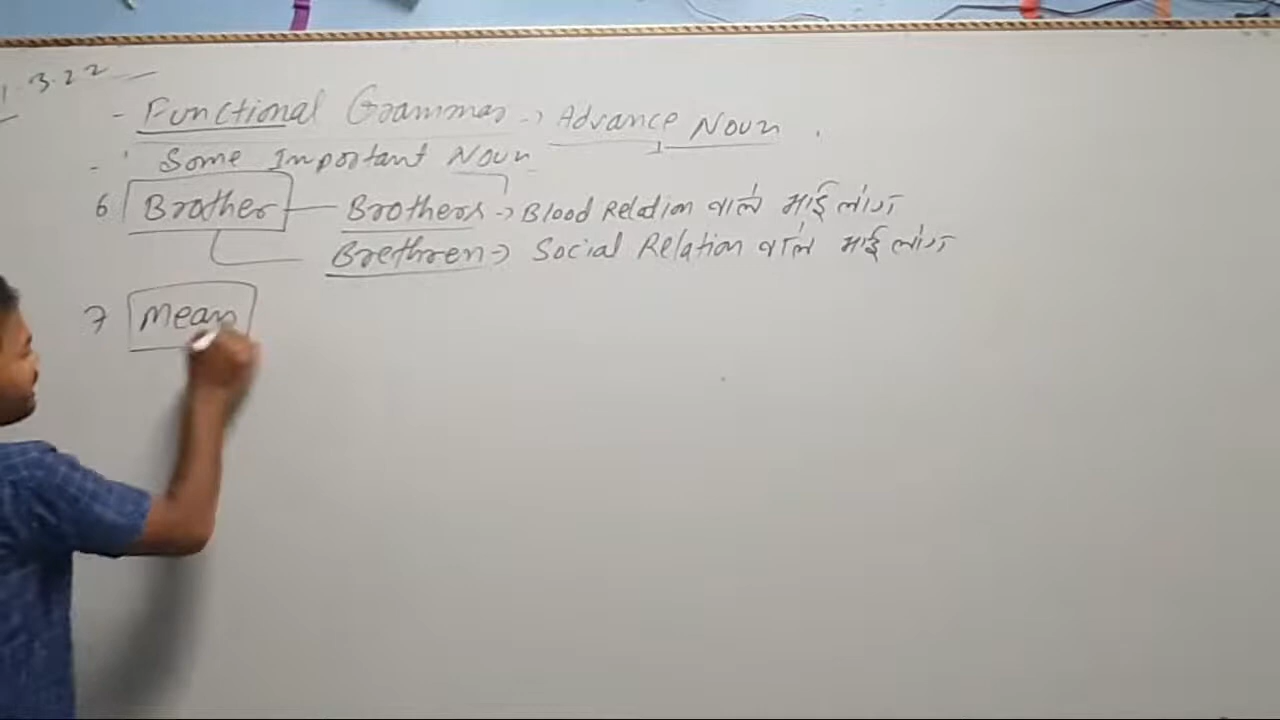 1.3.22
- Functional Grammar → Advance Noun.
- Some Important Noun
6 Brother — Brothers → Blood Relation वाले भाई लोग
Brethren → Social Relation वाले भाई लोग
7 Mean